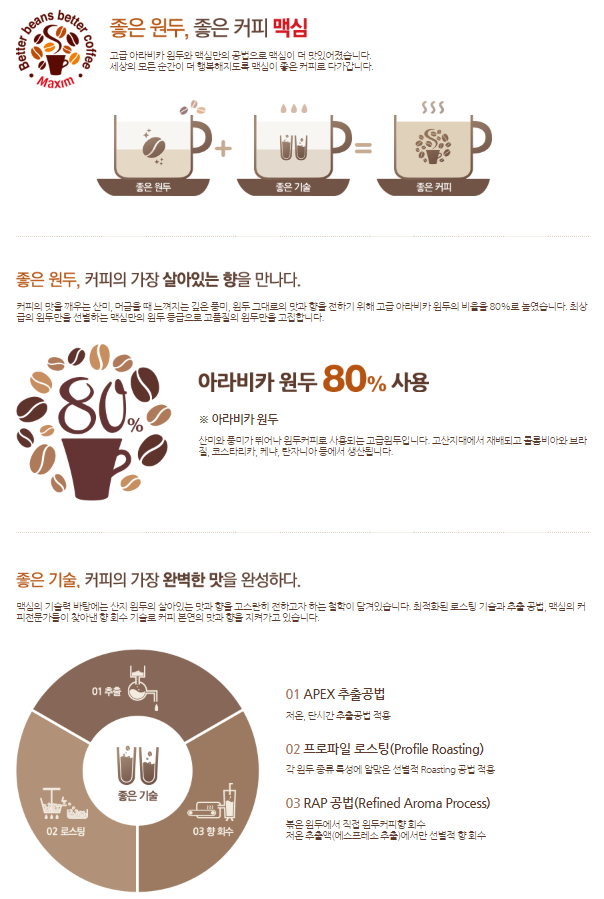 Better beans better coffee
Maxim
좋은 원두, 좋은 커피 맥심
고급 아라비카 원두와 맥심만의 공법으로 맥심이 더 맛있어졌습니다.
세상의 모든 순간이 더 행복해지도록 맥심이 좋은 커피로 다가갑니다.
+ =
좋은 원두 좋은 기술 좋은 커피
좋은 원두, 커피의 가장 살아있는 향을 만나다.
커피의 맛을 깨우는 산미, 머금을 때 느껴지는 깊은 풍미, 원두 그대로의 맛과 향을 전하기 위해 고급 아라비카 원두의 비율을 80%로 높였습니다. 최상
급의 원두만을 선별하는 맥심만의 원두 등급으로 고품질의 원두만을 고집합니다.
80%
아라비카 원두 80% 사용
※ 아라비카 원두
산미와 풍미가 뛰어나 원두커피로 사용되는 고급원두입니다. 고산지대에서 재배되고 콜롬비아와 브라
질, 코스타리카, 케냐, 탄자니아 등에서 생산됩니다.
좋은 기술, 커피의 가장 완벽한 맛을 완성하다.
맥심의 기술력 바탕에는 산지 원두의 살아있는 맛과 향을 고스란히 전하고자 하는 철학이 담겨있습니다. 최적화된 로스팅 기술과 추출 공법, 맥심의 커
피전문가들이 찾아낸 향 회수 기술로 커피 본연의 맛과 향을 지켜가고 있습니다.
01 추출
좋은 기술
02 로스팅
03 향 회수
01 APEX 추출공법
저온, 단시간 추출공법 적용
02 프로파일 로스팅(Profile Roasting)
각 원두 종류 특성에 알맞은 선별적 Roasting 공법 적용
03 RAP 공법(Refined Aroma Process)
볶은 원두에서 직접 원두커피향 회수
저온 추출액(에스프레소 추출)에서만 선별적 향 회수